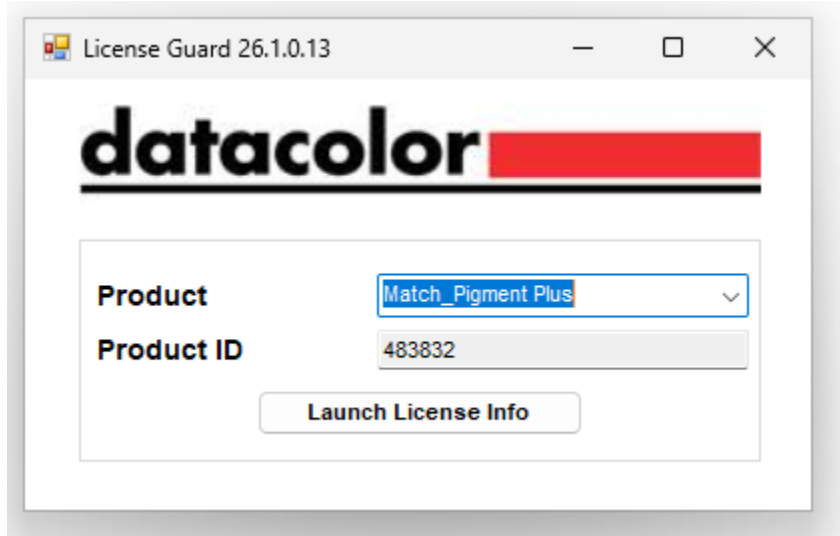 License Guard 26.1.0.13
datacolor
Product Match_Pigment Plus
Product ID 483832
Launch License Info